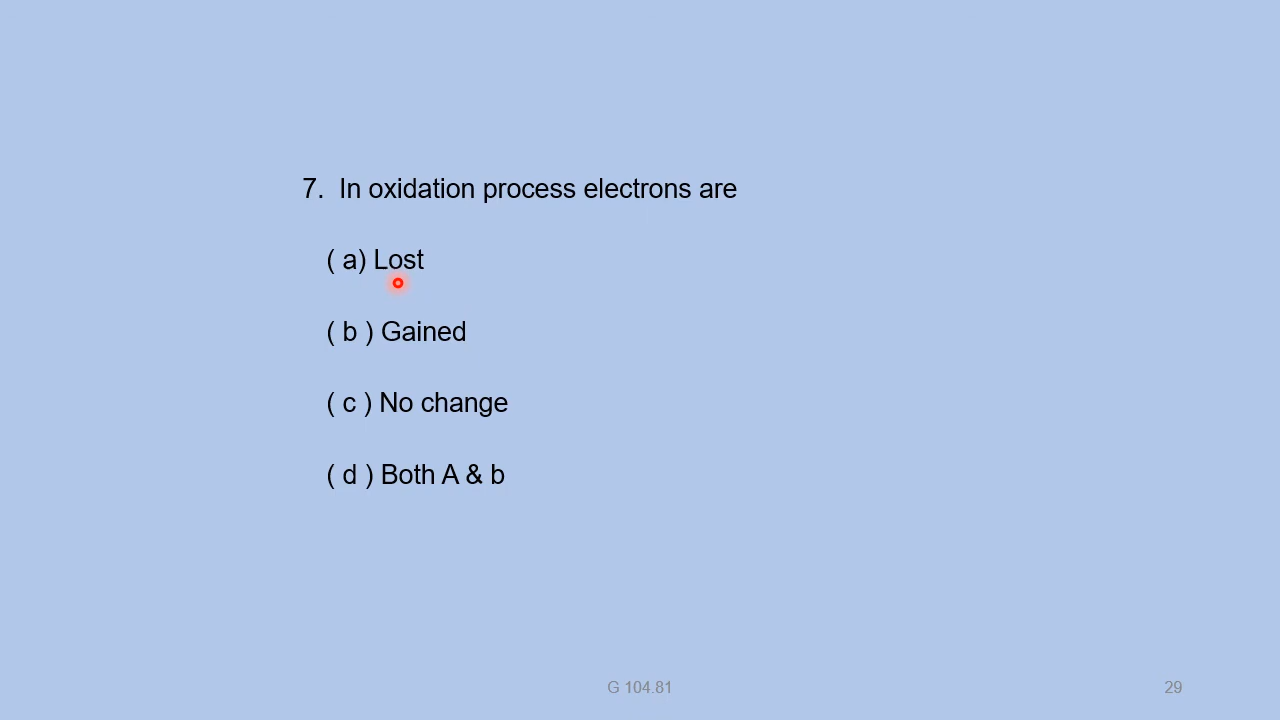 7.  In oxidation process electrons are
( a) Lost
( b ) Gained
( c ) No change
( d ) Both A & b
G 104.81
29